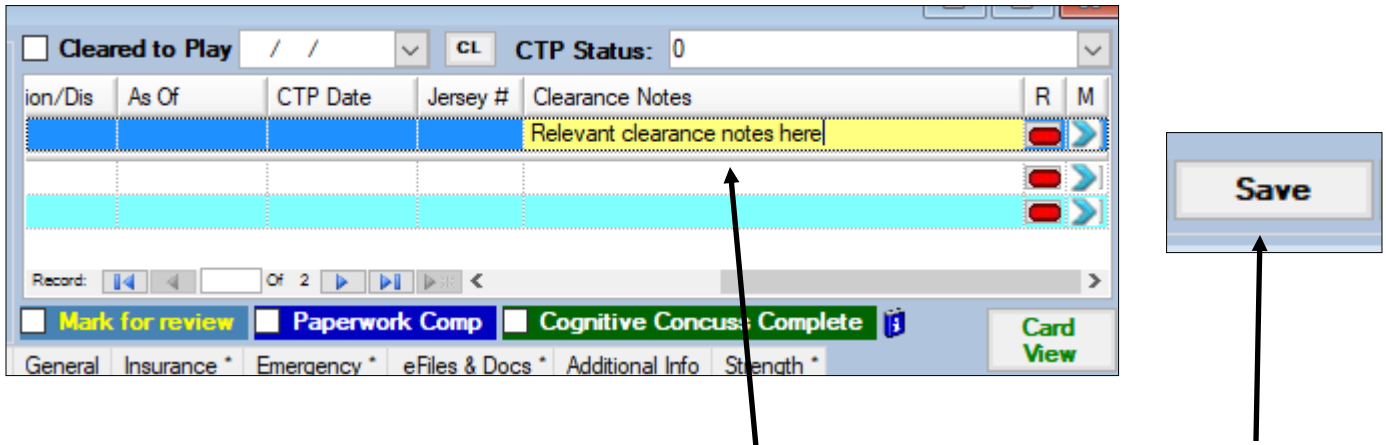 Cleared to Play / / CL CTP Status: 0
ion/Dis As Of CTP Date Jersey # Clearance Notes R M
Relevant clearance notes here
Save
Record: Of 2
Mark for review Paperwork Comp Cognitive Concuss Complete Card View
General Insurance * Emergency * eFiles & Docs * Additional Info Strength *